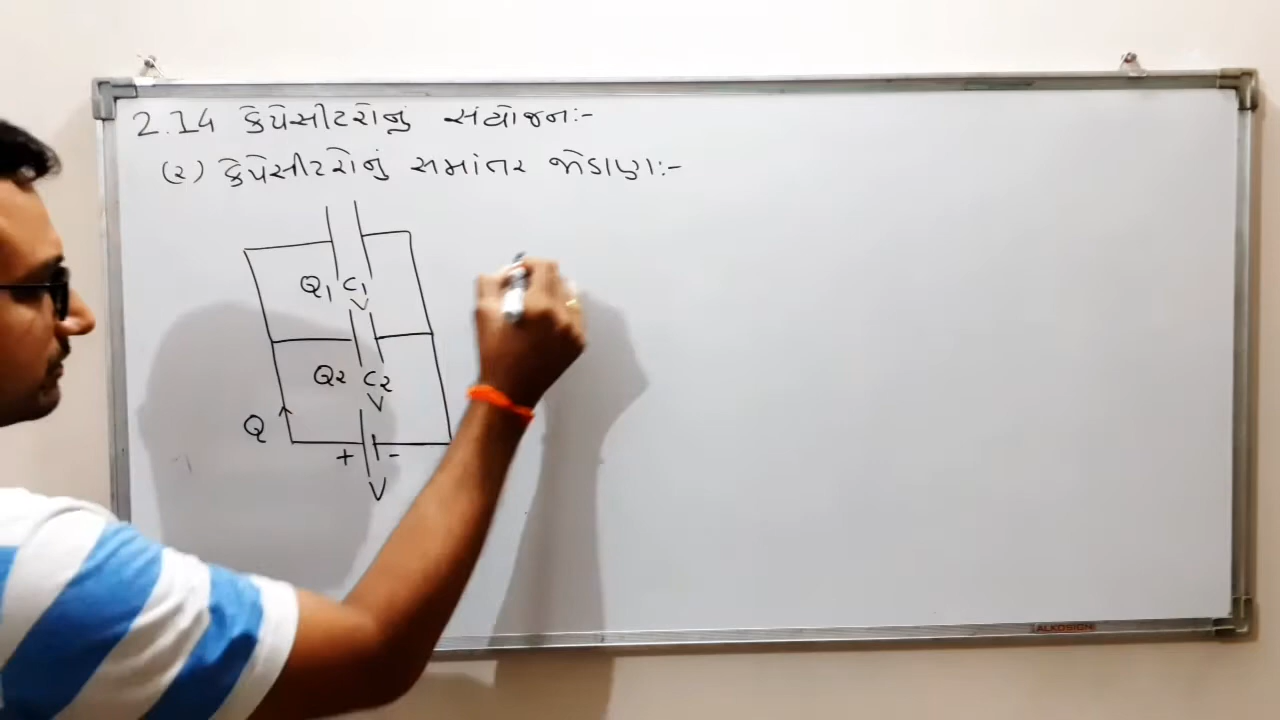 2.14 કેપેસીટરોનું સંયોજન:-
(૨) કેપેસીટરોનું સમાંતર જોડાણ:-
Q1 C1
V
Q2 C2
V
Q
+ -
V
ALKOSIGN